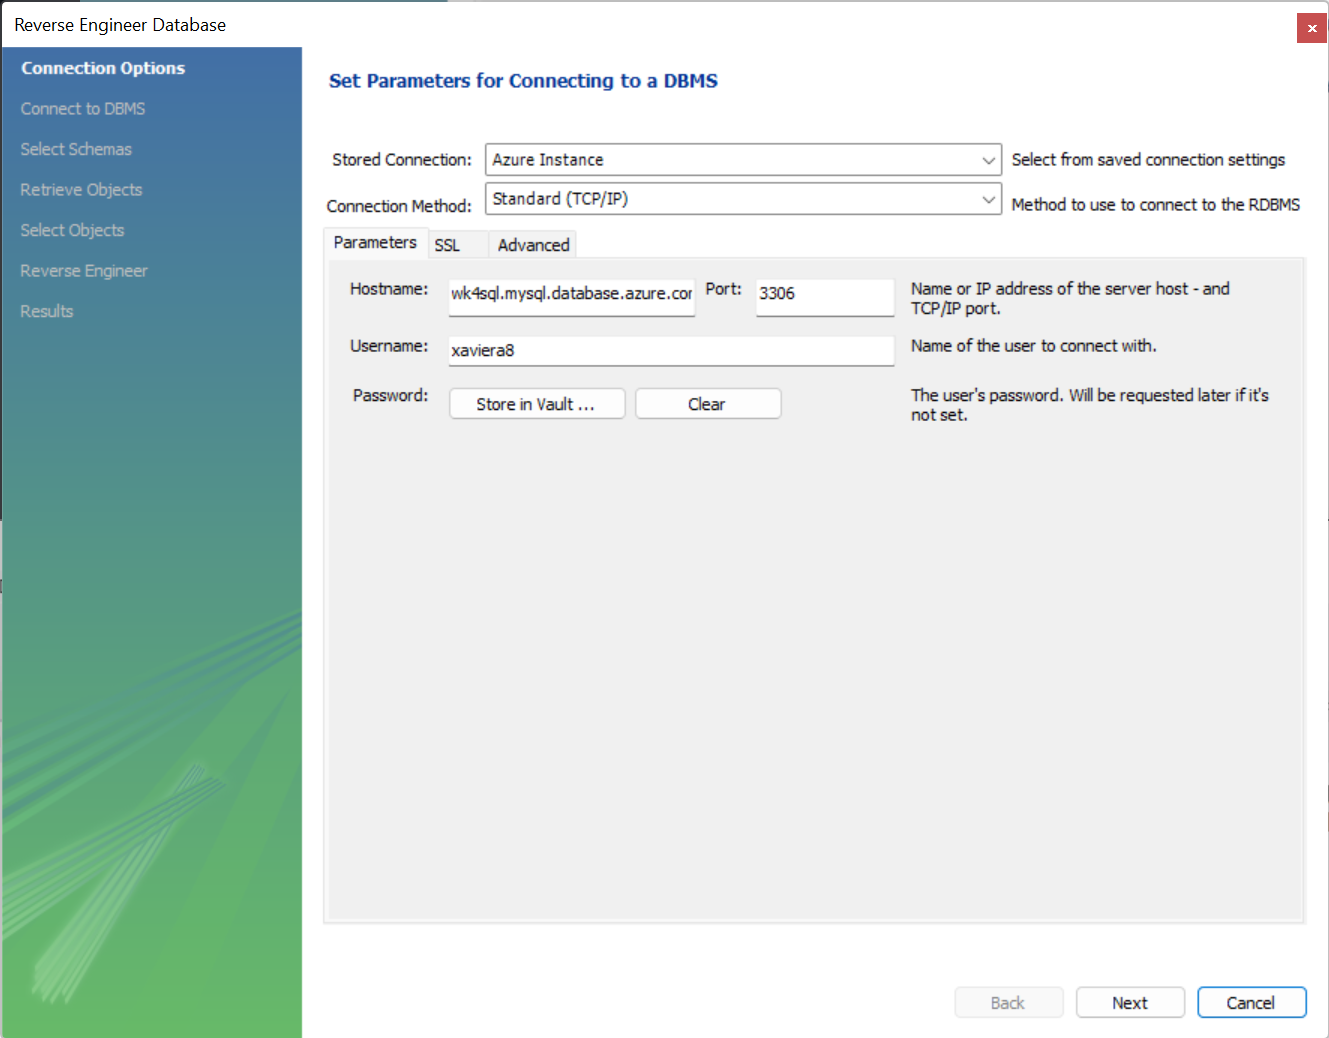 Reverse Engineer Database
Connection Options
Connect to DBMS
Select Schemas
Retrieve Objects
Select Objects
Reverse Engineer
Results
Set Parameters for Connecting to a DBMS
Stored Connection: Azure Instance Select from saved connection settings
Connection Method: Standard (TCP/IP) Method to use to connect to the RDBMS
Parameters SSL Advanced
Hostname: wk4sql.mysql.database.azure.cor Port: 3306 Name or IP address of the server host - and
TCP/IP port.
Username: xaviera8 Name of the user to connect with.
Password: Store in Vault ... Clear The user's password. Will be requested later if it's
not set.
Back Next Cancel